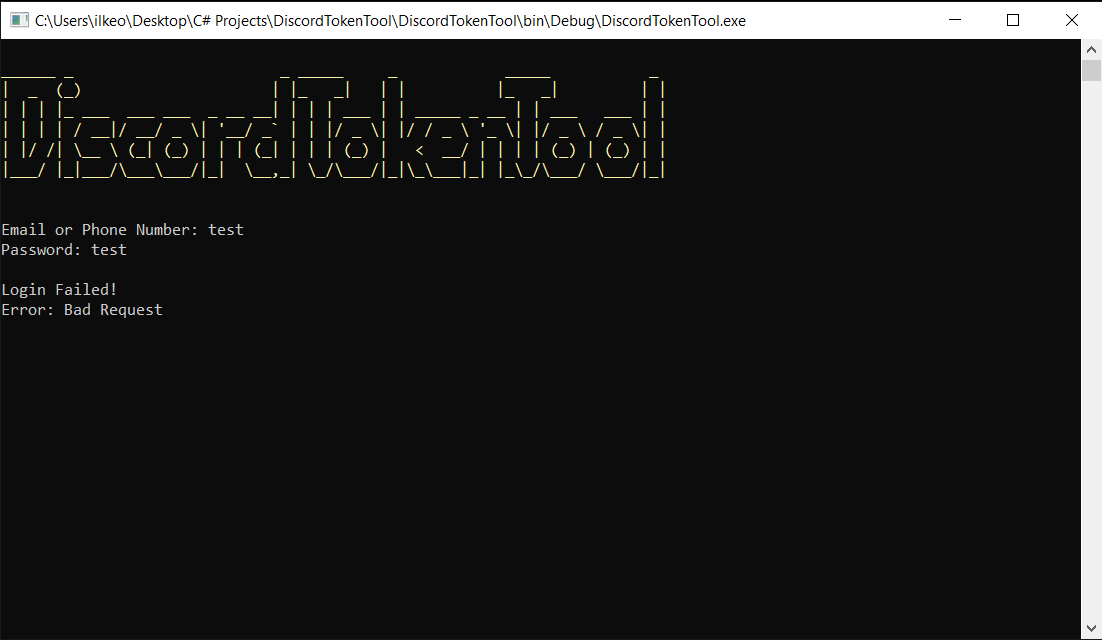 C:\Users\ilkeo\Desktop\C# Projects\DiscordTokenTool\DiscordTokenTool\bin\Debug\DiscordTokenTool.exe
DiscordTokenTool
Email or Phone Number: test
Password: test
Login Failed!
Error: Bad Request